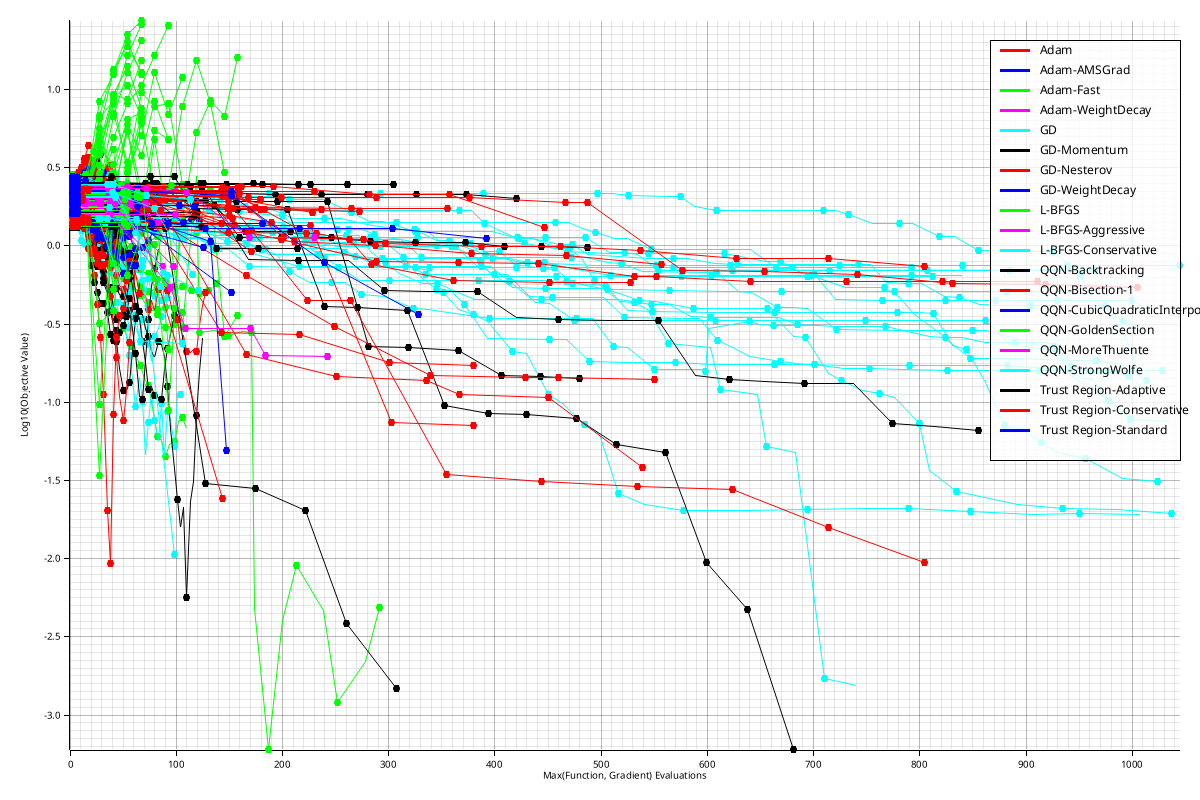 1.0
0.5
0.0
-0.5
-1.0
-1.5
-2.0
-2.5
-3.0
Log10(Objective Value)
0 100 200 300 400 500 600 700 800 900 1000
Max(Function, Gradient) Evaluations
Adam
Adam-AMSGrad
Adam-Fast
Adam-WeightDecay
GD
GD-Momentum
GD-Nesterov
GD-WeightDecay
L-BFGS
L-BFGS-Aggressive
L-BFGS-Conservative
QQN-Backtracking
QQN-Bisection-1
QQN-CubicQuadraticInterpo
QQN-GoldenSection
QQN-MoreThuente
QQN-StrongWolfe
Trust Region-Adaptive
Trust Region-Conservative
Trust Region-Standard